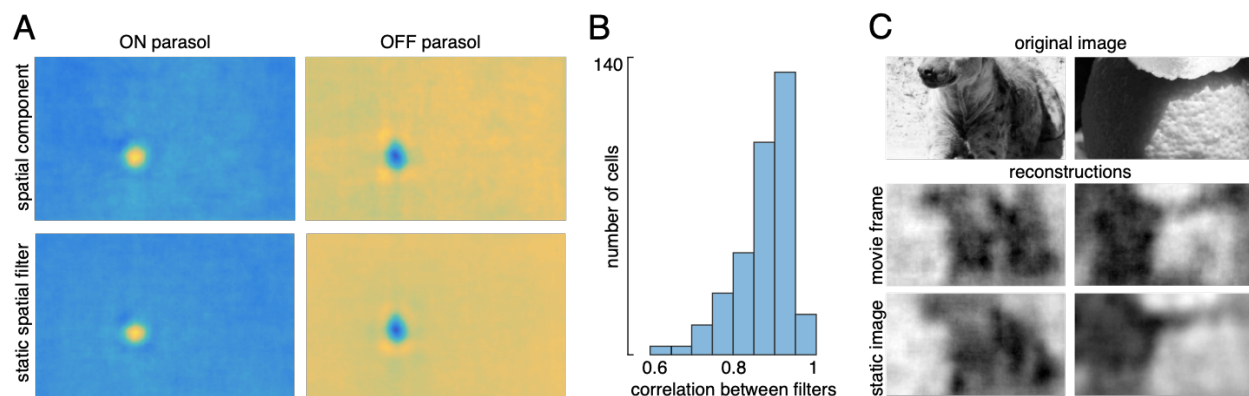 A
ON parasol
OFF parasol
spatial component
static spatial filter
B
140
number of cells
0.6
0.8
1
correlation between filters
C
original image
reconstructions
movie frame
static image